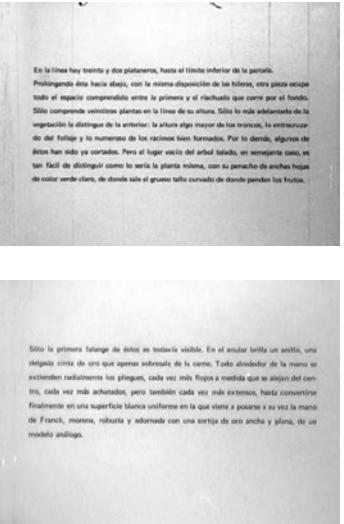 En la línea hay treinta y dos plataneros, hasta el límite inferior de la parcela.
Prolongando ésta hacia abajo, con la misma disposición de las hileras, otra pieza ocupa
todo el espacio comprendido entre la primera y el riachuelo que corre por el fondo.
Sólo comprende veintitres plantas en la línea de su altura. Sólo lo más adelantado de la
vegetación la distingue de la anterior: la altura algo mayor de los troncos, lo entrecruza-
do del follaje y lo numeroso de los racimos bien formados. Por lo demás, algunos de
éstos han sido ya cortados. Pero el lugar vacío del arbol talado, en semejante caso, es
tan fácil de distinguir como lo sería la planta misma, con su penacho de anchas hojas
de color verde claro, de donde sale el grueso tallo curvado de donde penden los frutos.
Sólo la primera falange de éstos es todavía visible. En el anular brilla un anillo, una
delgada cinta de oro que apenas sobresale de la carne. Todo alrededor de la mano se
extienden radialmente los pliegues, cada vez más flojos a medida que se alejan del cen-
tro, cada vez más achatados, pero también cada vez más extensos, hasta convertirse
finalmente en una superficie blanca uniforme en la que viene a posarse a su vez la mano
de Franck, morena, robusta y adornada con una sortija de oro ancha y plana, de un
modelo análogo.